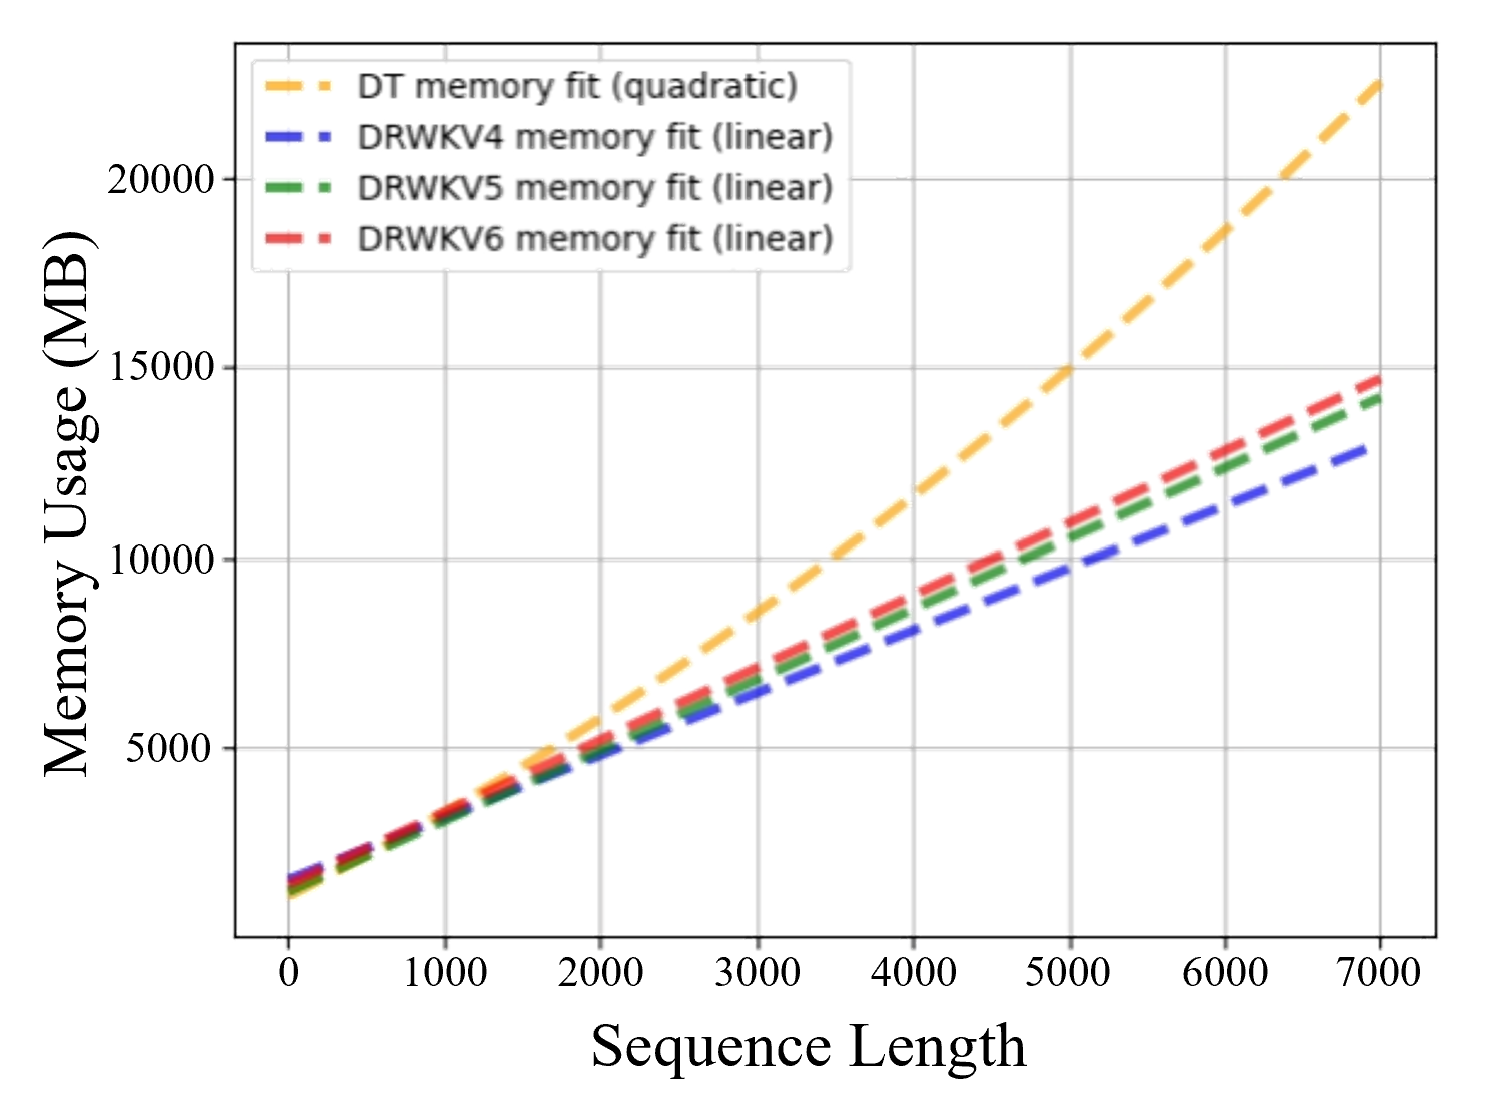 DT memory fit (quadratic)
DRWKV4 memory fit (linear)
DRWKV5 memory fit (linear)
DRWKV6 memory fit (linear)
Memory Usage (MB)
20000
15000
10000
5000
0 1000 2000 3000 4000 5000 6000 7000
Sequence Length